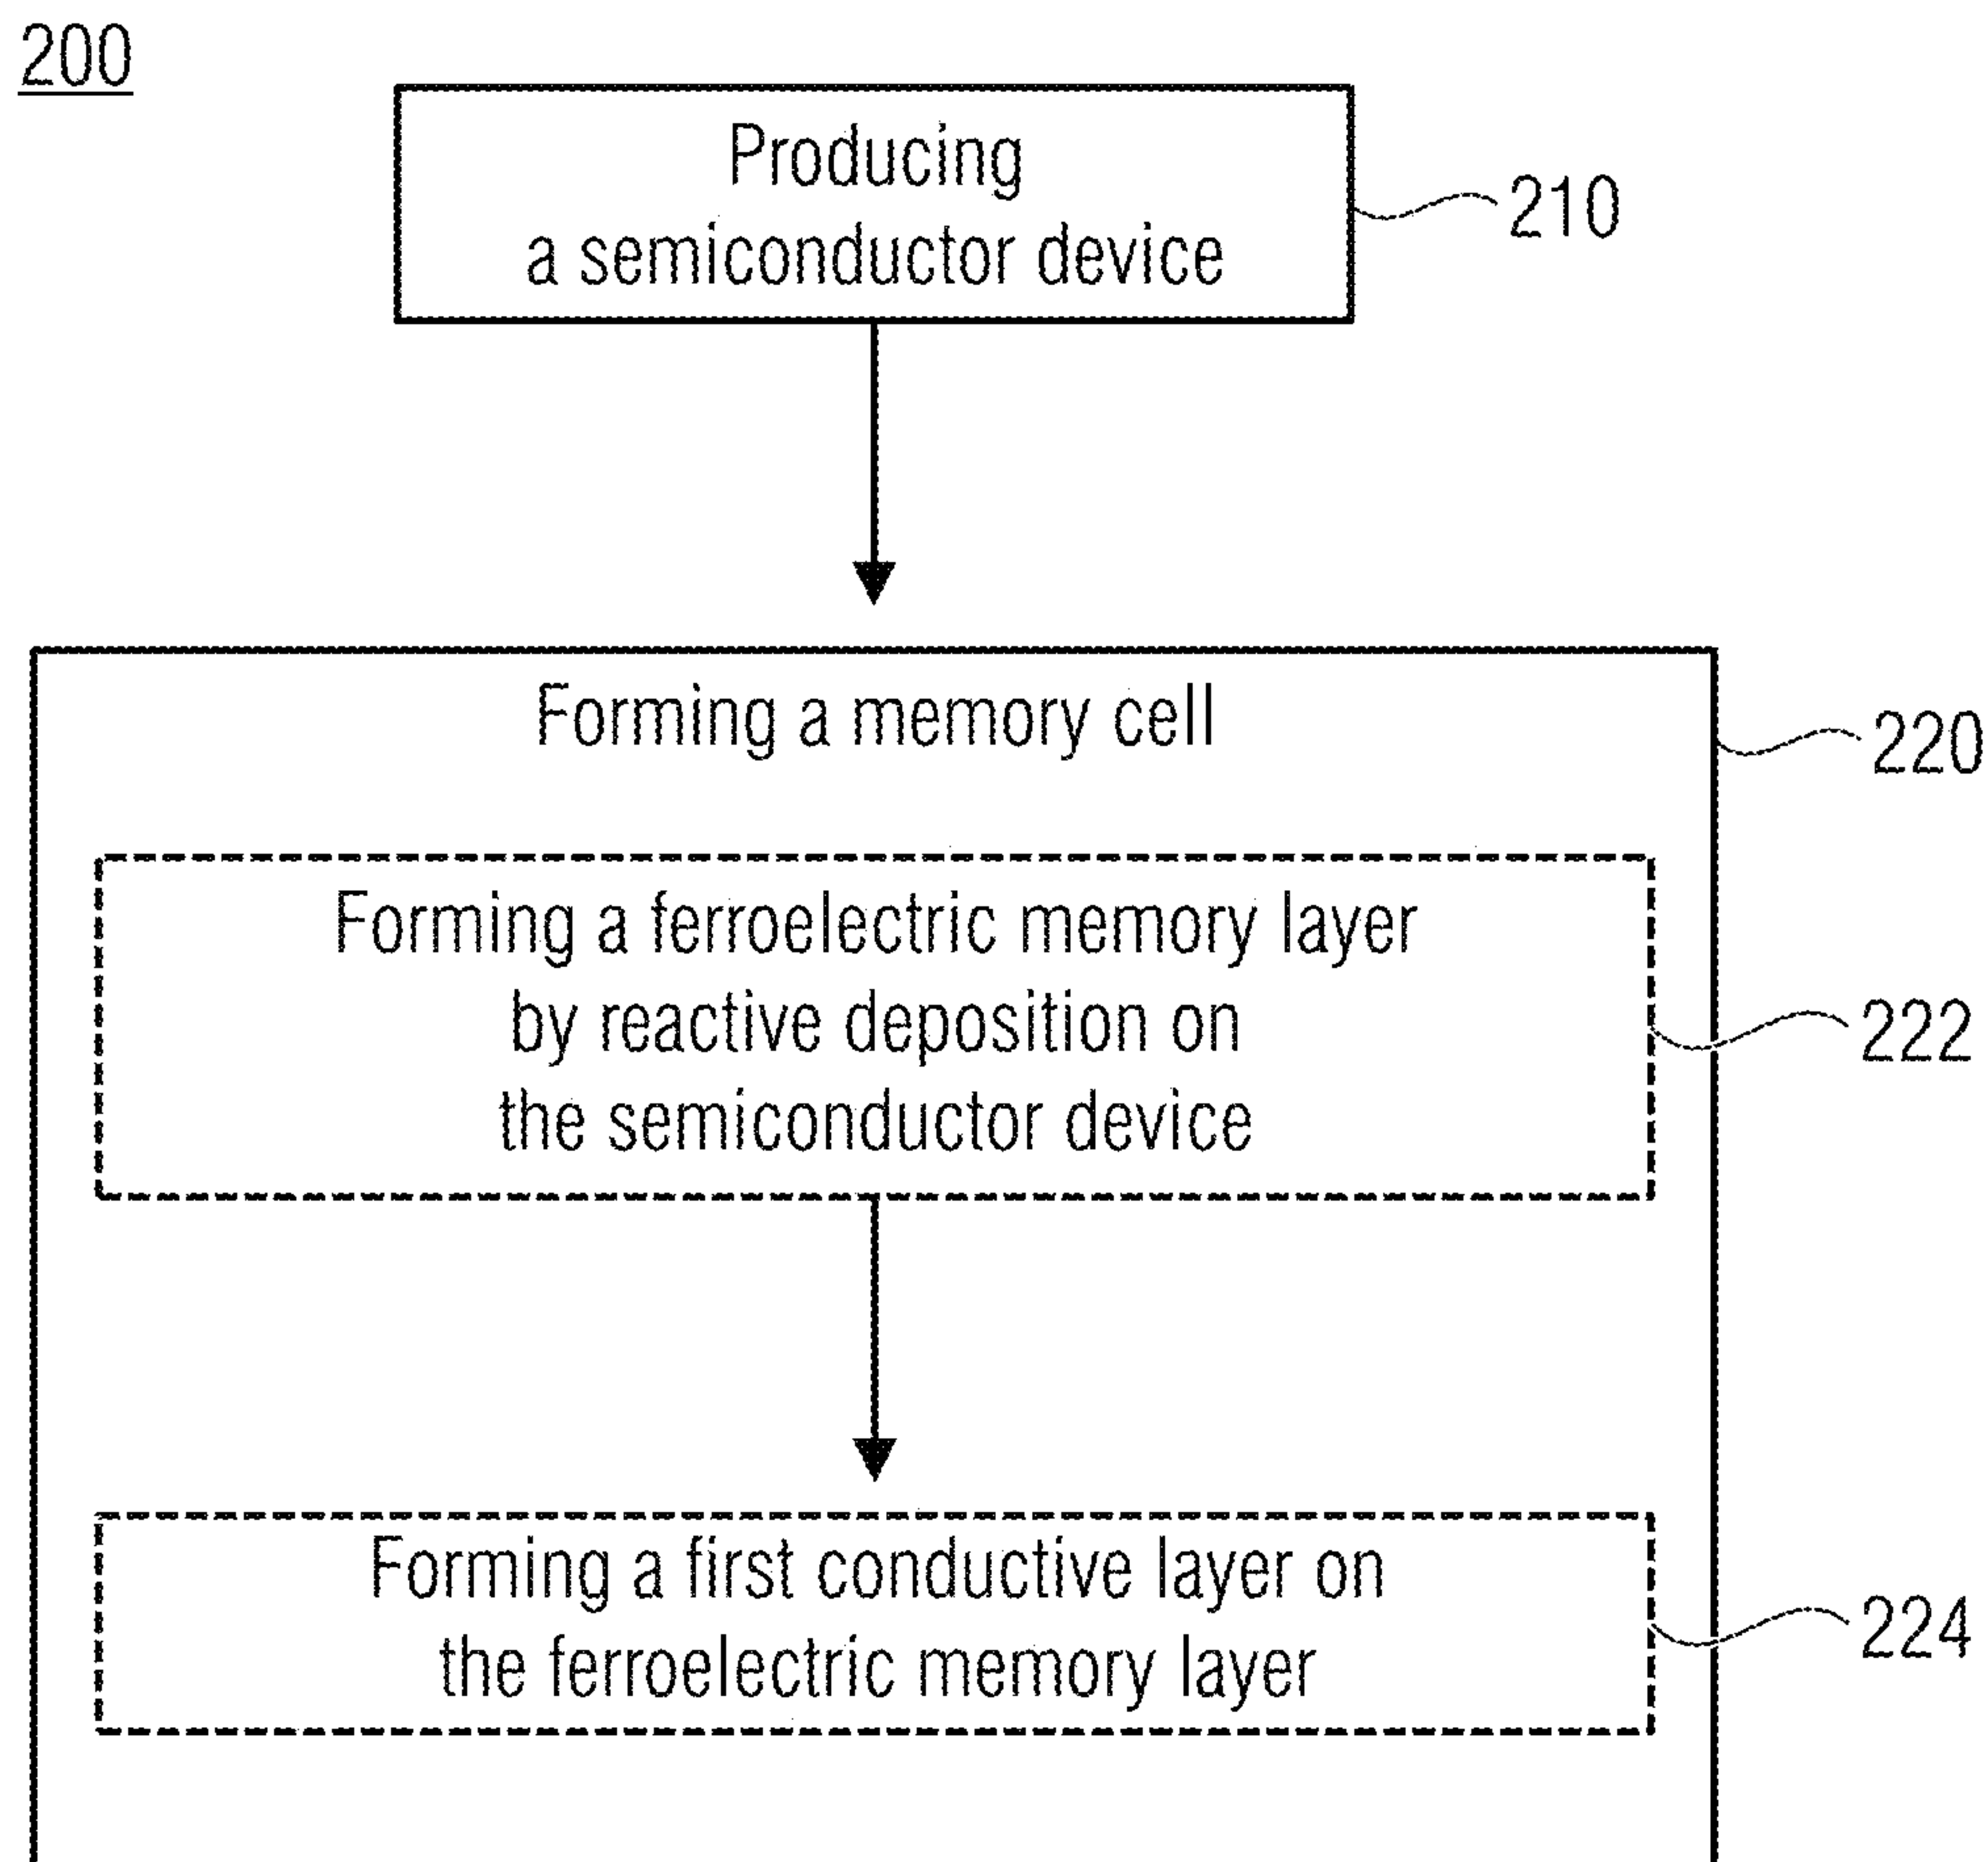 200
Producing
a semiconductor device
210
Forming a memory cell
220
Forming a ferroelectric memory layer
by reactive deposition on
the semiconductor device
222
Forming a first conductive layer on
the ferroelectric memory layer
224